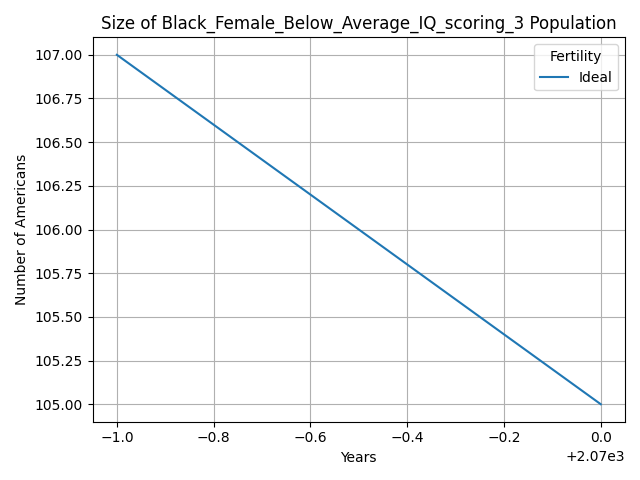 Size of Black_Female_Below_Average_IQ_scoring_3 Population
Fertility
Ideal
Number of Americans
107.00
106.75
106.50
106.25
106.00
105.75
105.50
105.25
105.00
−1.0
−0.8
−0.6
−0.4
−0.2
0.0
+2.07e3
Years